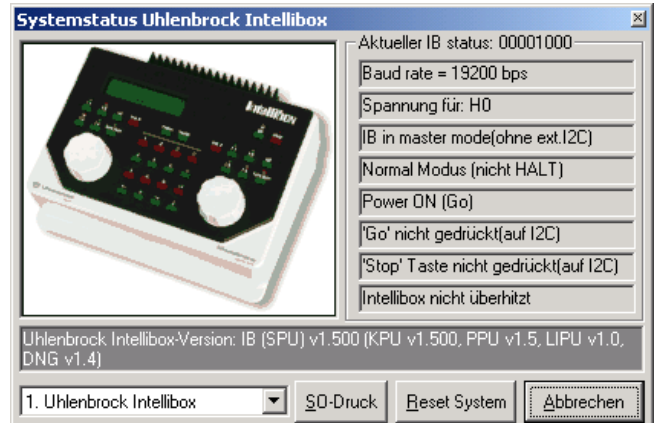 Systemstatus Uhlenbrock Intellibox
Aktueller IB status: 00001000
Intellibox
Baud rate = 19200 bps
Spannung für: H0
IB in master mode(ohne ext.I2C)
Normal Modus (nicht HALT)
Power ON (Go)
'Go' nicht gedrückt(auf I2C)
'Stop' Taste nicht gedrückt(auf I2C)
Intellibox nicht überhitzt
Uhlenbrock Intellibox-Version: IB (SPU) v1.500 (KPU v1.500, PPU v1.5, LIPU v1.0,
DNG v1.4)
1. Uhlenbrock Intellibox
SO-Druck
Reset System
Abbrechen